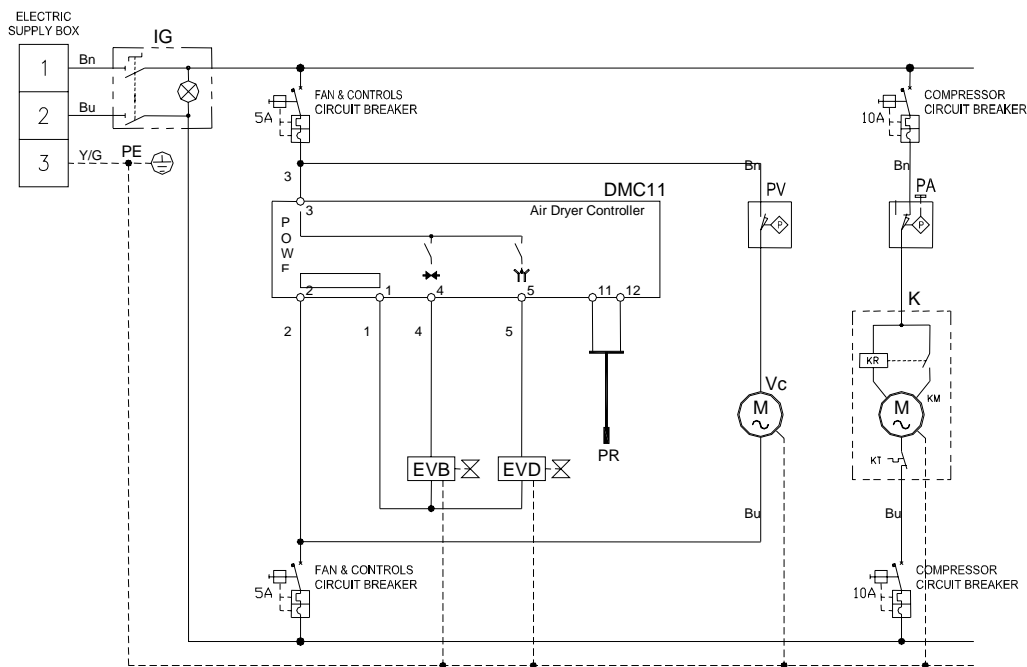 ELECTRIC
SUPPLY BOX
IG
1
Bn
2
Bu
3
Y/G
PE
FAN & CONTROLS
CIRCUIT BREAKER
5A
COMPRESSOR
CIRCUIT BREAKER
10A
3
Bn
Bn
DMC11
PV
PA
3
Air Dryer Controller
P
P
P
O
W
E
2
1
4
5
11
12
2
1
4
5
K
KR
Vc
M
M
KM
PR
EVB
EVD
KT
Bu
Bu
FAN & CONTROLS
CIRCUIT BREAKER
5A
COMPRESSOR
CIRCUIT BREAKER
10A